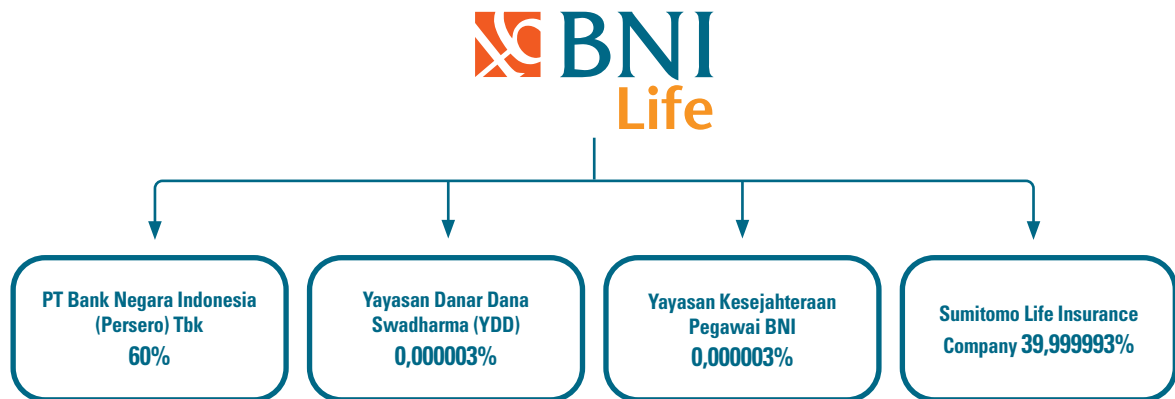 BNI
Life
PT Bank Negara Indonesia
(Persero) Tbk
60%
Yayasan Danar Dana
Swadharma (YDD)
0,000003%
Yayasan Kesejahteraan
Pegawai BNI
0,000003%
Sumitomo Life Insurance
Company 39,999993%